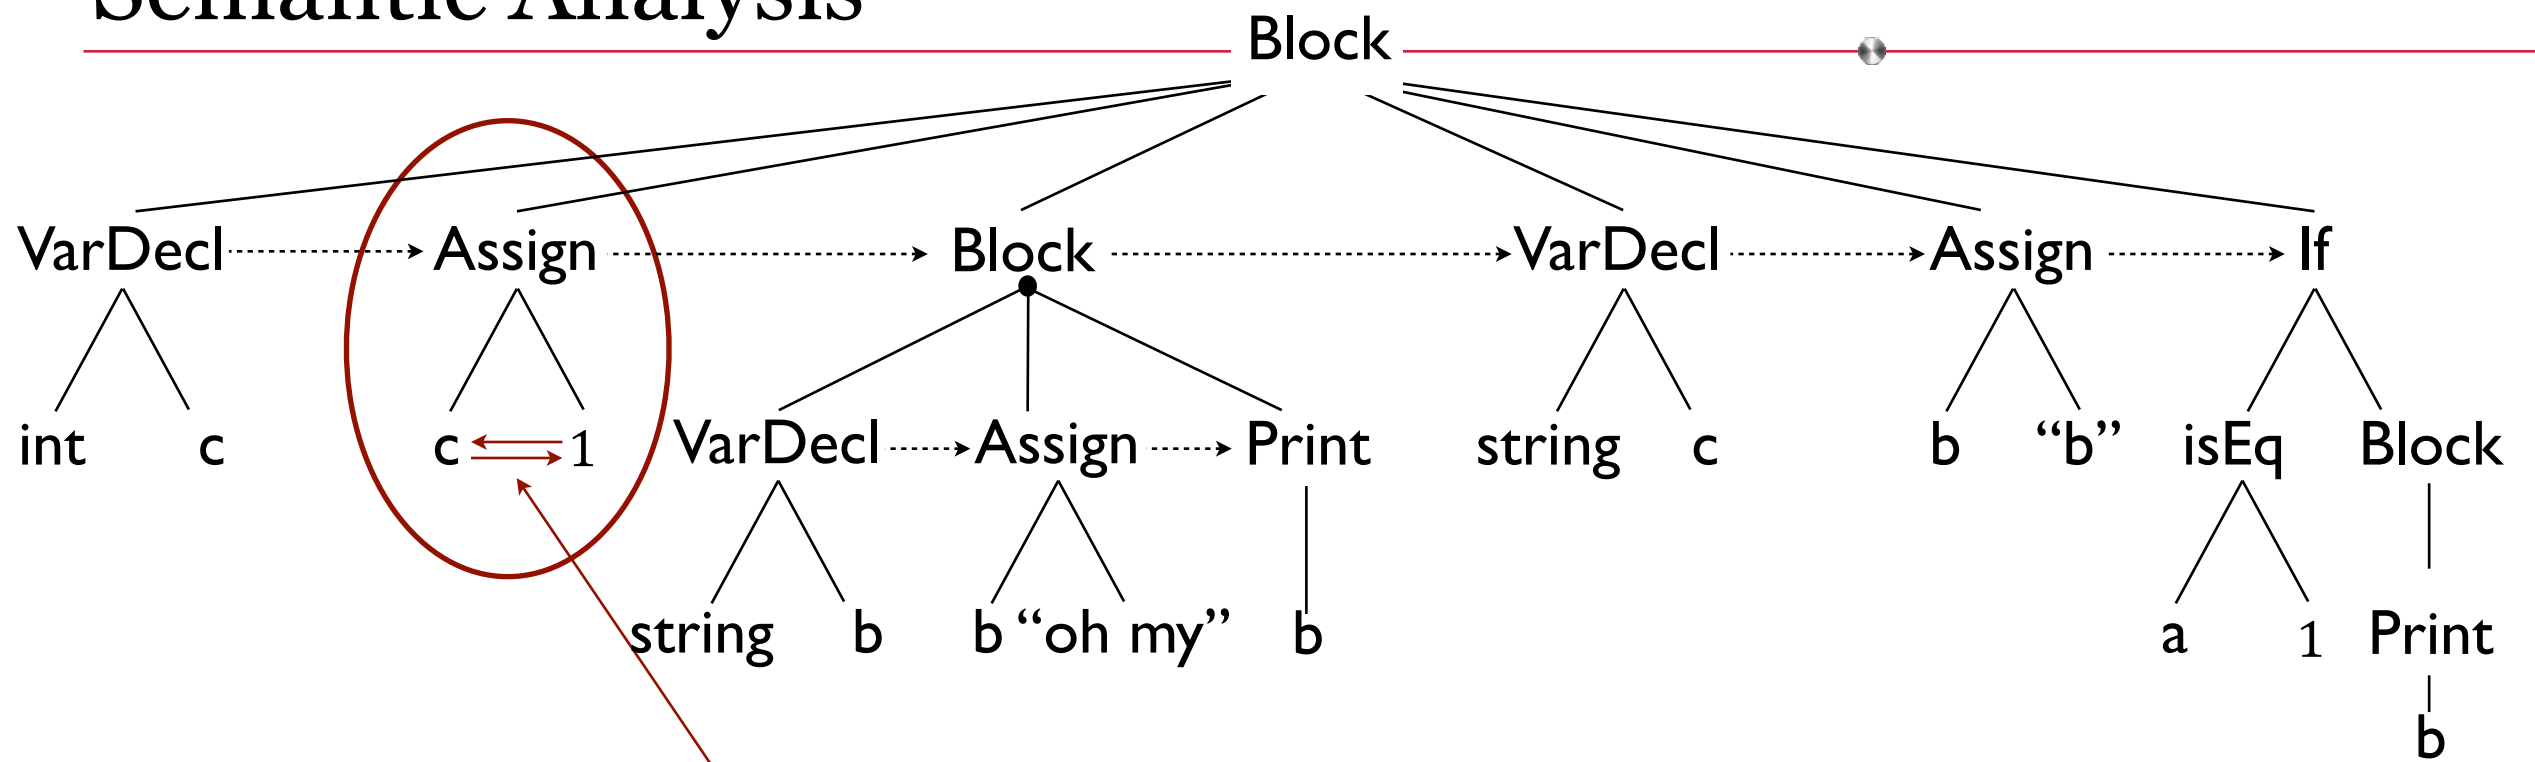 Semantic Analysis
Block
VarDecl Assign Block VarDecl Assign If
int c c 1 VarDecl Assign Print string c b “b” isEq Block
string b b “oh my” b a 1 Print
b